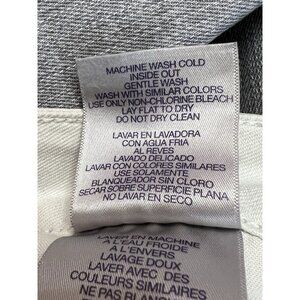 MACHINE WASH COLD
INSIDE OUT
GENTLE WASH
WASH WITH SIMILAR COLORS
USE ONLY NON-CHLORINE BLEACH
LAY FLAT TO DRY
DO NOT DRY CLEAN
LAVAR EN LAVADORA
CON AGUA FRIA
AL REVES
LAVADO DELICADO
LAVAR CON COLORES SIMILARES
USE SOLAMENTE
BLANQUEADOR SIN CLORO
SECAR SOBRE SUPERFICIE PLANA
NO LAVAR EN SECO
LAVER EN MACHINE
A L'EAU FROIDE
A L'ENVERS
LAVAGE DOUX
LAVER AVEC DES
COULEURS SIMILAIRES
NE PAS BLANCHIR